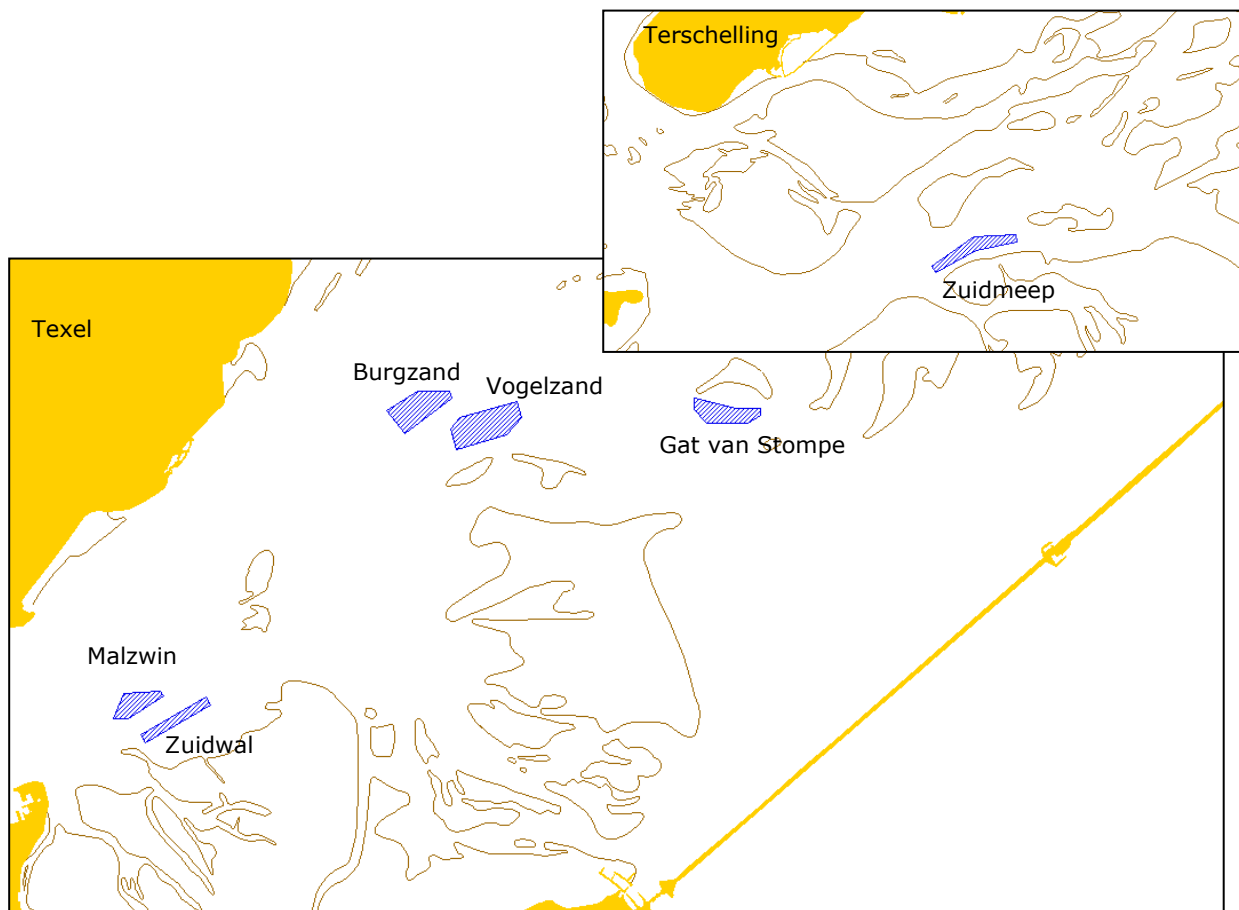 Terschelling
Zuidmeep
Texel
Burgzand
Vogelzand
Gat van Stompe
Malzwin
Zuidwal